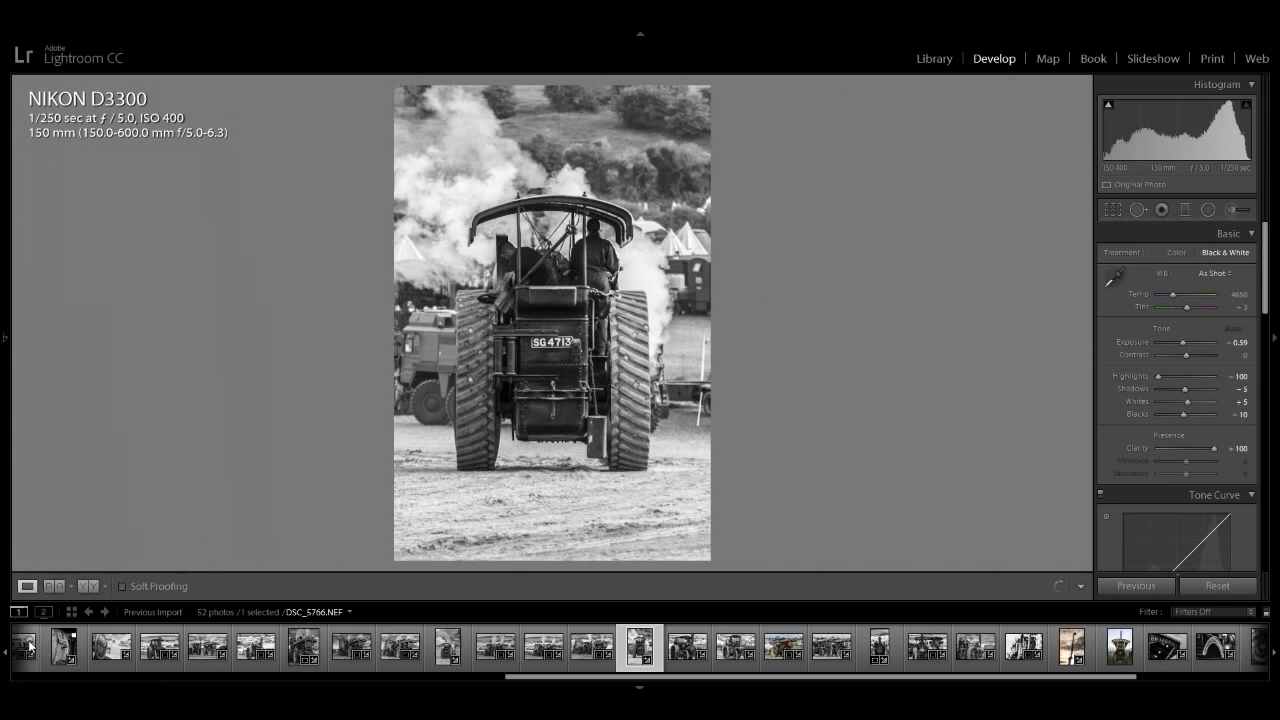 Lr Adobe
Lightroom CC
Library | Develop | Map | Book | Slideshow | Print | Web
NIKON D3300
1/250 sec at ƒ / 5.0, ISO 400
150 mm (150.0-600.0 mm f/5.0-6.3)
SG 4713
Histogram
ISO 400 150 mm f / 5.0 1/250 sec
Original Photo
Basic
Treatment : Color Black & White
WB : As Shot
Temp 4650
Tint + 3
Tone Auto
Exposure - 0.59
Contrast 0
Highlights - 100
Shadows - 5
Whites + 5
Blacks - 10
Presence
Clarity + 100
Vibrance 0
Saturation 0
Tone Curve
Previous Reset
Soft Proofing
1 2 Previous Import 52 photos / 1 selected / DSC_5766.NEF
Filter : Filters Off